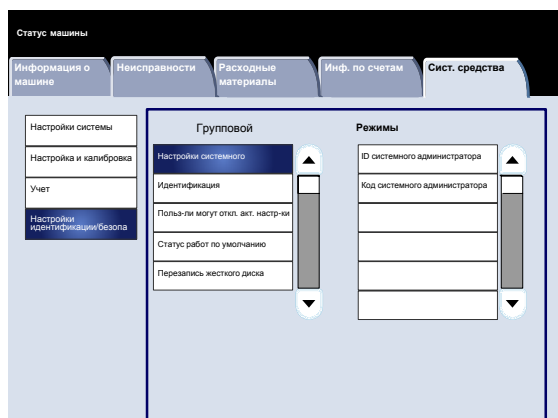 Статус машины
Информация о
машине
Неисправности
Расходные
материалы
Инф. по счетам
Сист. средства
Настройки системы
Настройка и калибровка
Учет
Настройки
идентификации/безопа
Групповой
Настройки системного
Идентификация
Польз-ли могут откл. акт. настр-ки
Статус работ по умолчанию
Перезапись жесткого диска
Режимы
ID системного администратора
Код системного администратора